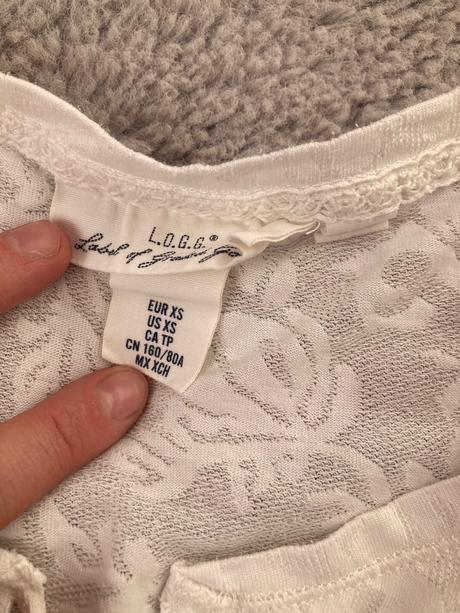 L.O.G.G.®
Label of Graded Goods
EUR XS
US XS
CA TP
CN 160/80A
MX XCH